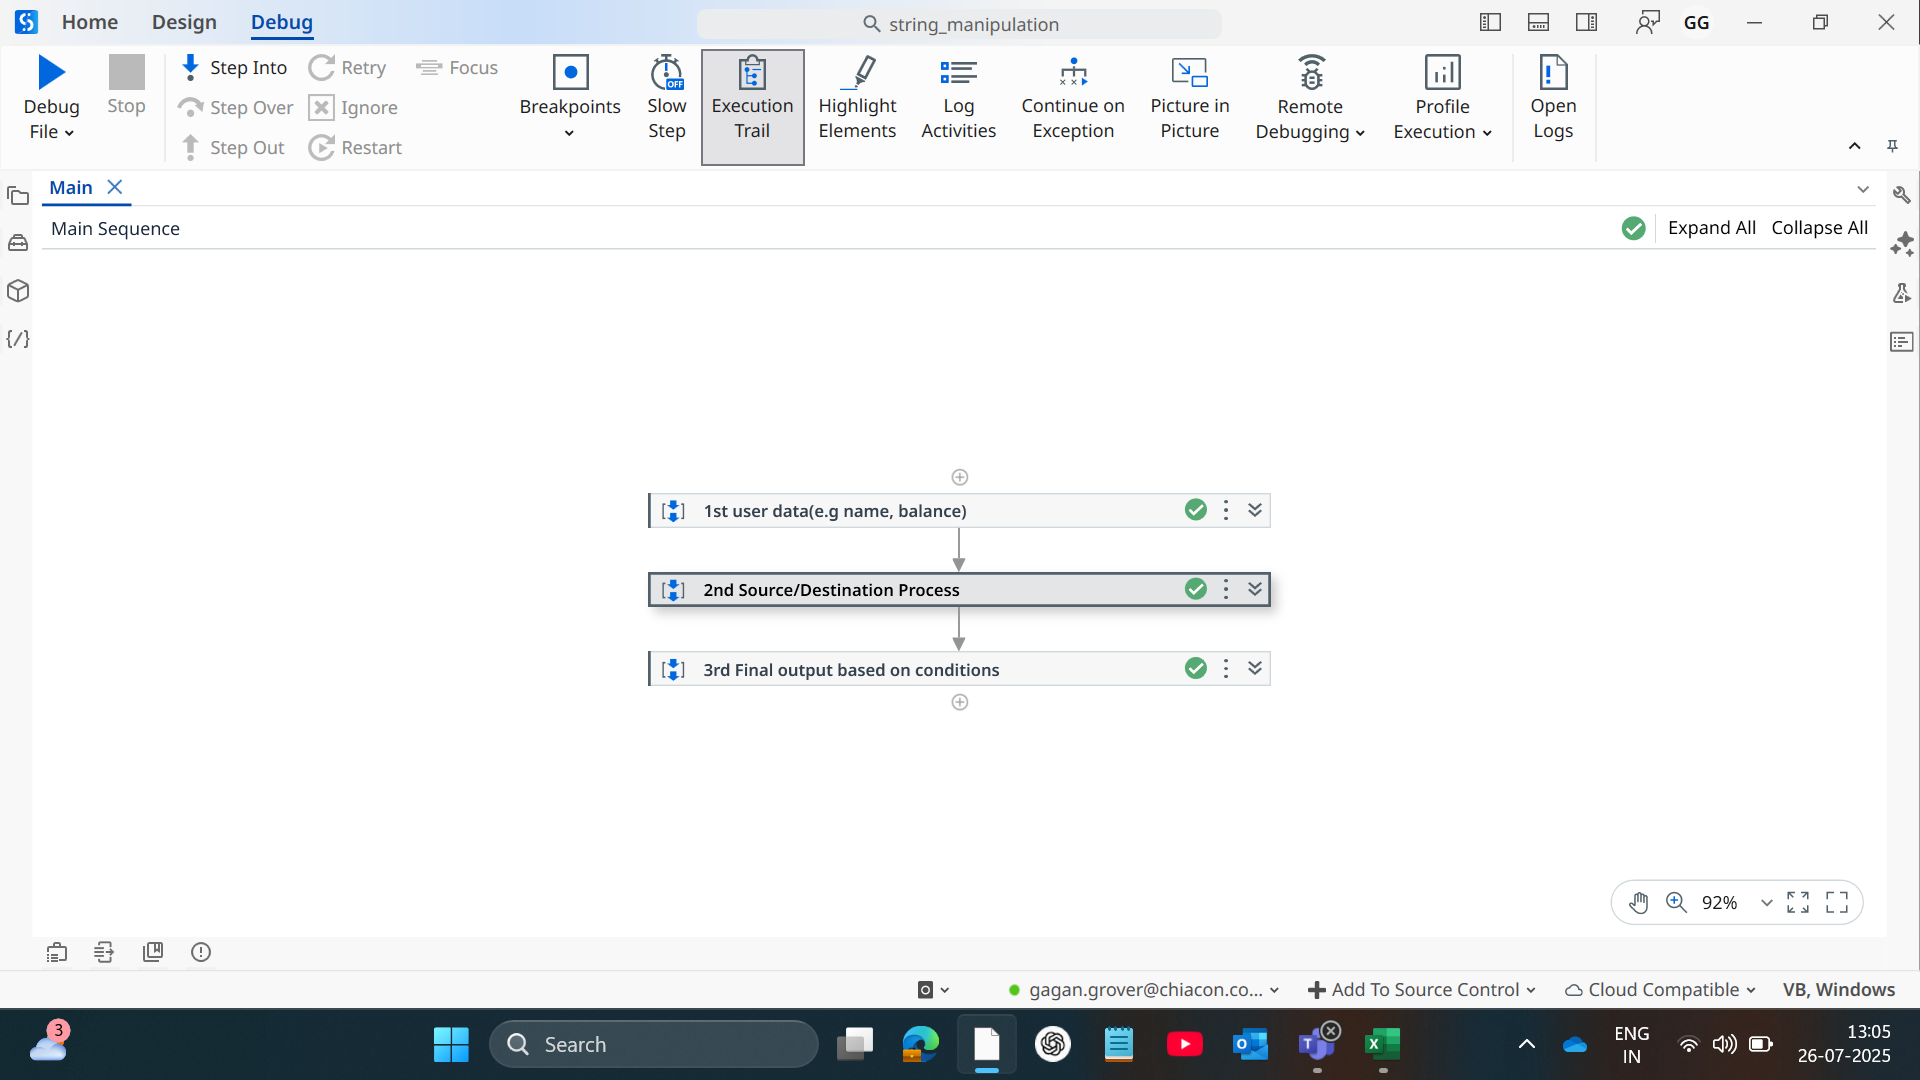 Home Design Debug
string_manipulation
GG
Debug
File
Stop
Step Into
Step Over
Step Out
Retry
Ignore
Restart
Focus
Breakpoints
OFF
Slow
Step
Execution
Trail
Highlight
Elements
Log
Activities
Continue on
Exception
Picture in
Picture
Remote
Debugging
Profile
Execution
Open
Logs
Main
Main Sequence
Expand All Collapse All
1st user data(e.g name, balance)
2nd Source/Destination Process
3rd Final output based on conditions
92%
gagan.grover@chiacon.co... Add To Source Control Cloud Compatible VB, Windows
3
Search
ENG
IN
13:05
26-07-2025